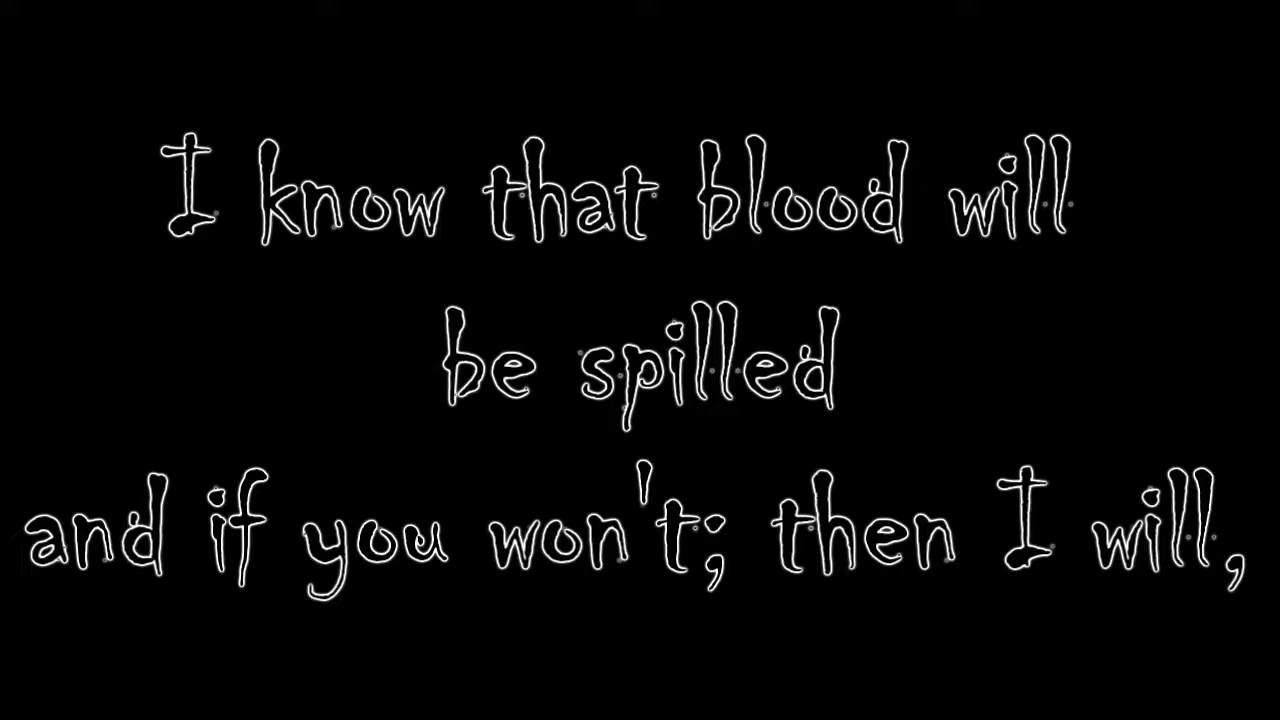 I know that blood will
be spilled
and if you won't; then I will,